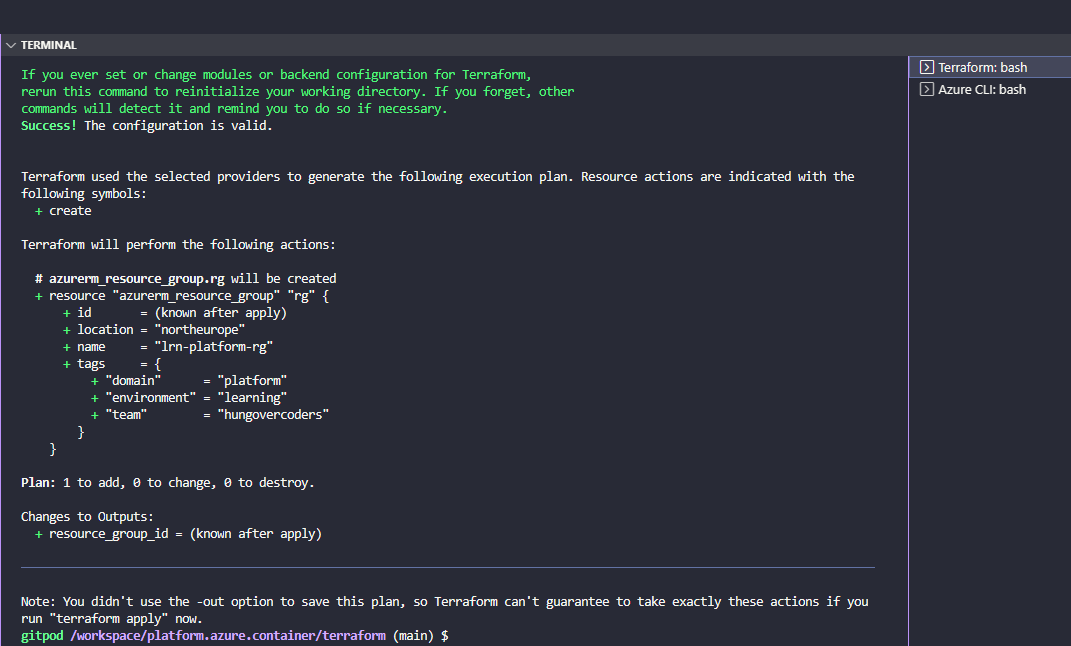 TERMINAL
If you ever set or change modules or backend configuration for Terraform,
rerun this command to reinitialize your working directory. If you forget, other
commands will detect it and remind you to do so if necessary.
Success! The configuration is valid.
Terraform used the selected providers to generate the following execution plan. Resource actions are indicated with the
following symbols:
  + create
Terraform will perform the following actions:
  # azurerm_resource_group.rg will be created
  + resource "azurerm_resource_group" "rg" {
      + id       = (known after apply)
      + location = "northeurope"
      + name     = "lrn-platform-rg"
      + tags     = {
          + "domain"      = "platform"
          + "environment" = "learning"
          + "team"        = "hungovercoders"
        }
    }
Plan: 1 to add, 0 to change, 0 to destroy.
Changes to Outputs:
  + resource_group_id = (known after apply)
Note: You didn't use the -out option to save this plan, so Terraform can't guarantee to take exactly these actions if you
run "terraform apply" now.
gitpod /workspace/platform.azure.container/terraform (main) $
Terraform: bash
Azure CLI: bash